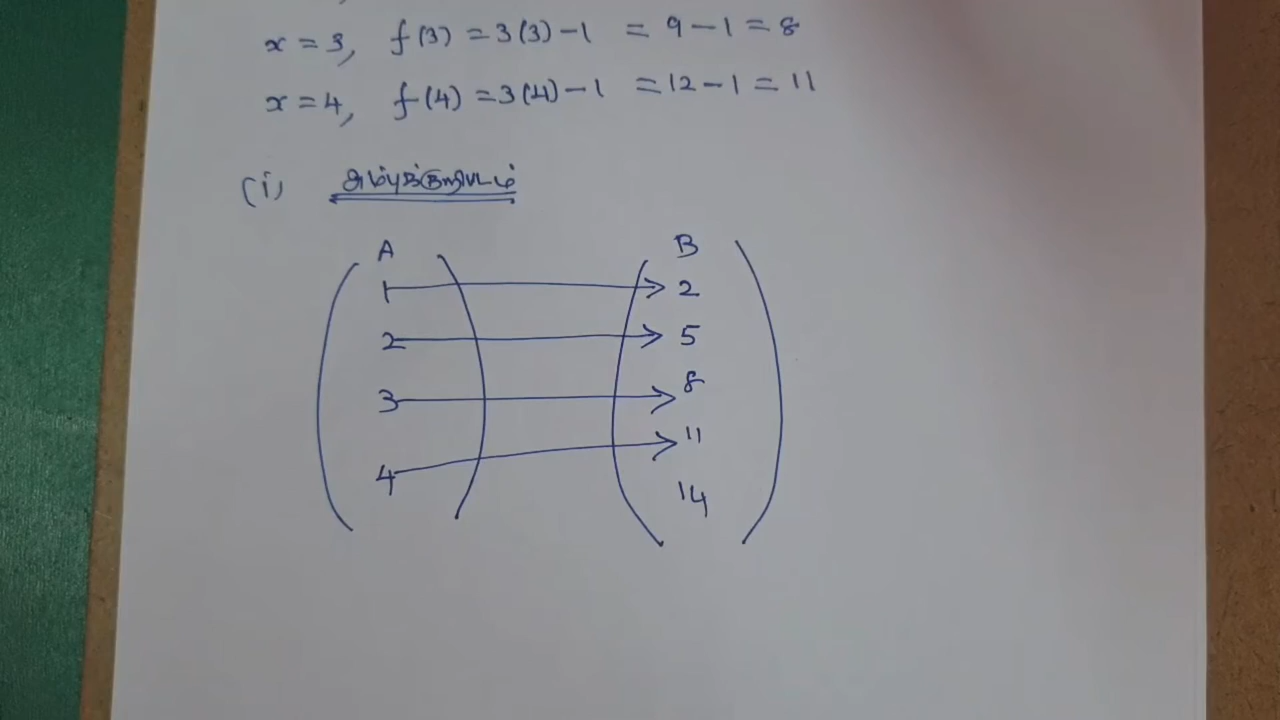 x = 3, f(3) = 3(3) - 1 = 9 - 1 = 8
x = 4, f(4) = 3(4) - 1 = 12 - 1 = 11
(i) அம்புக்குறிபடம்
A B
1 2
2 5
3 8
4 11
14